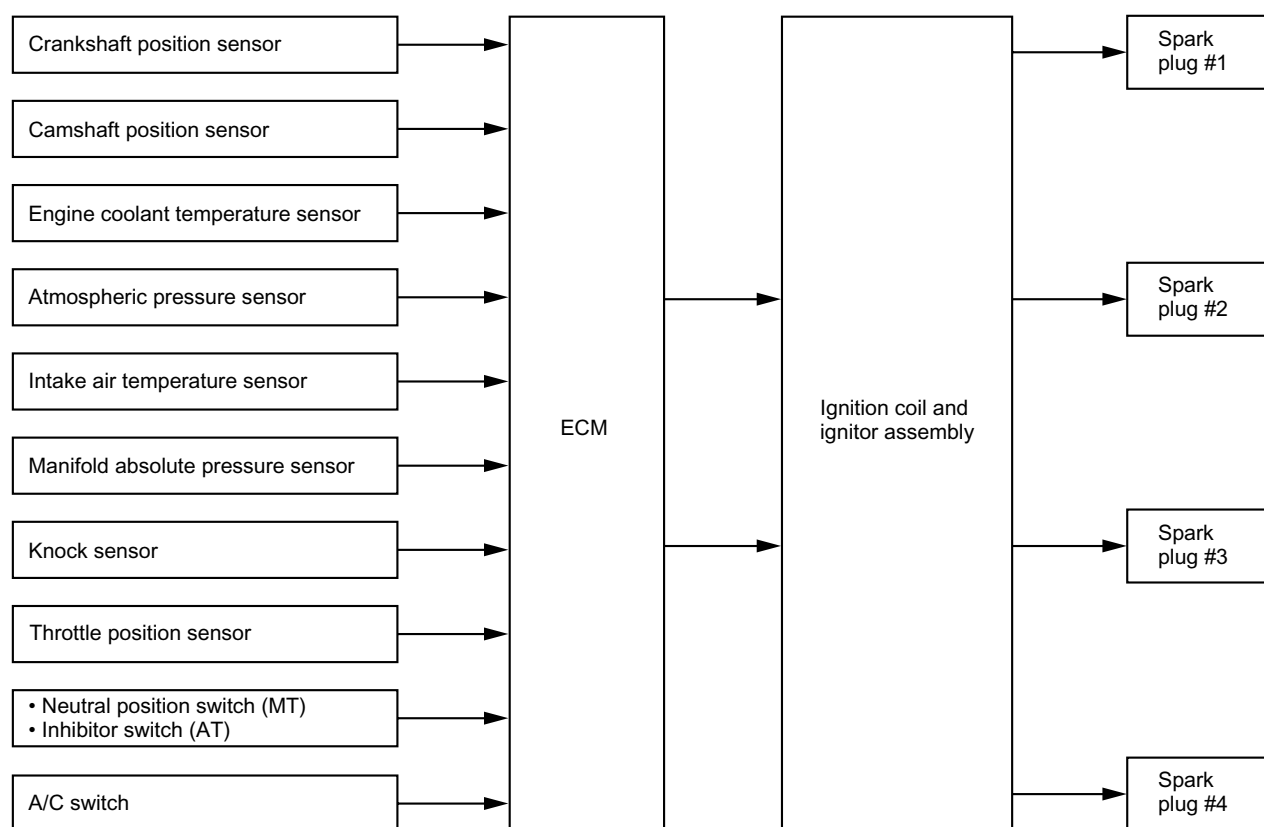 Crankshaft position sensor
Camshaft position sensor
Engine coolant temperature sensor
Atmospheric pressure sensor
Intake air temperature sensor
Manifold absolute pressure sensor
Knock sensor
Throttle position sensor
• Neutral position switch (MT)
• Inhibitor switch (AT)
A/C switch
ECM
Ignition coil and
ignitor assembly
Spark
plug #1
Spark
plug #2
Spark
plug #3
Spark
plug #4